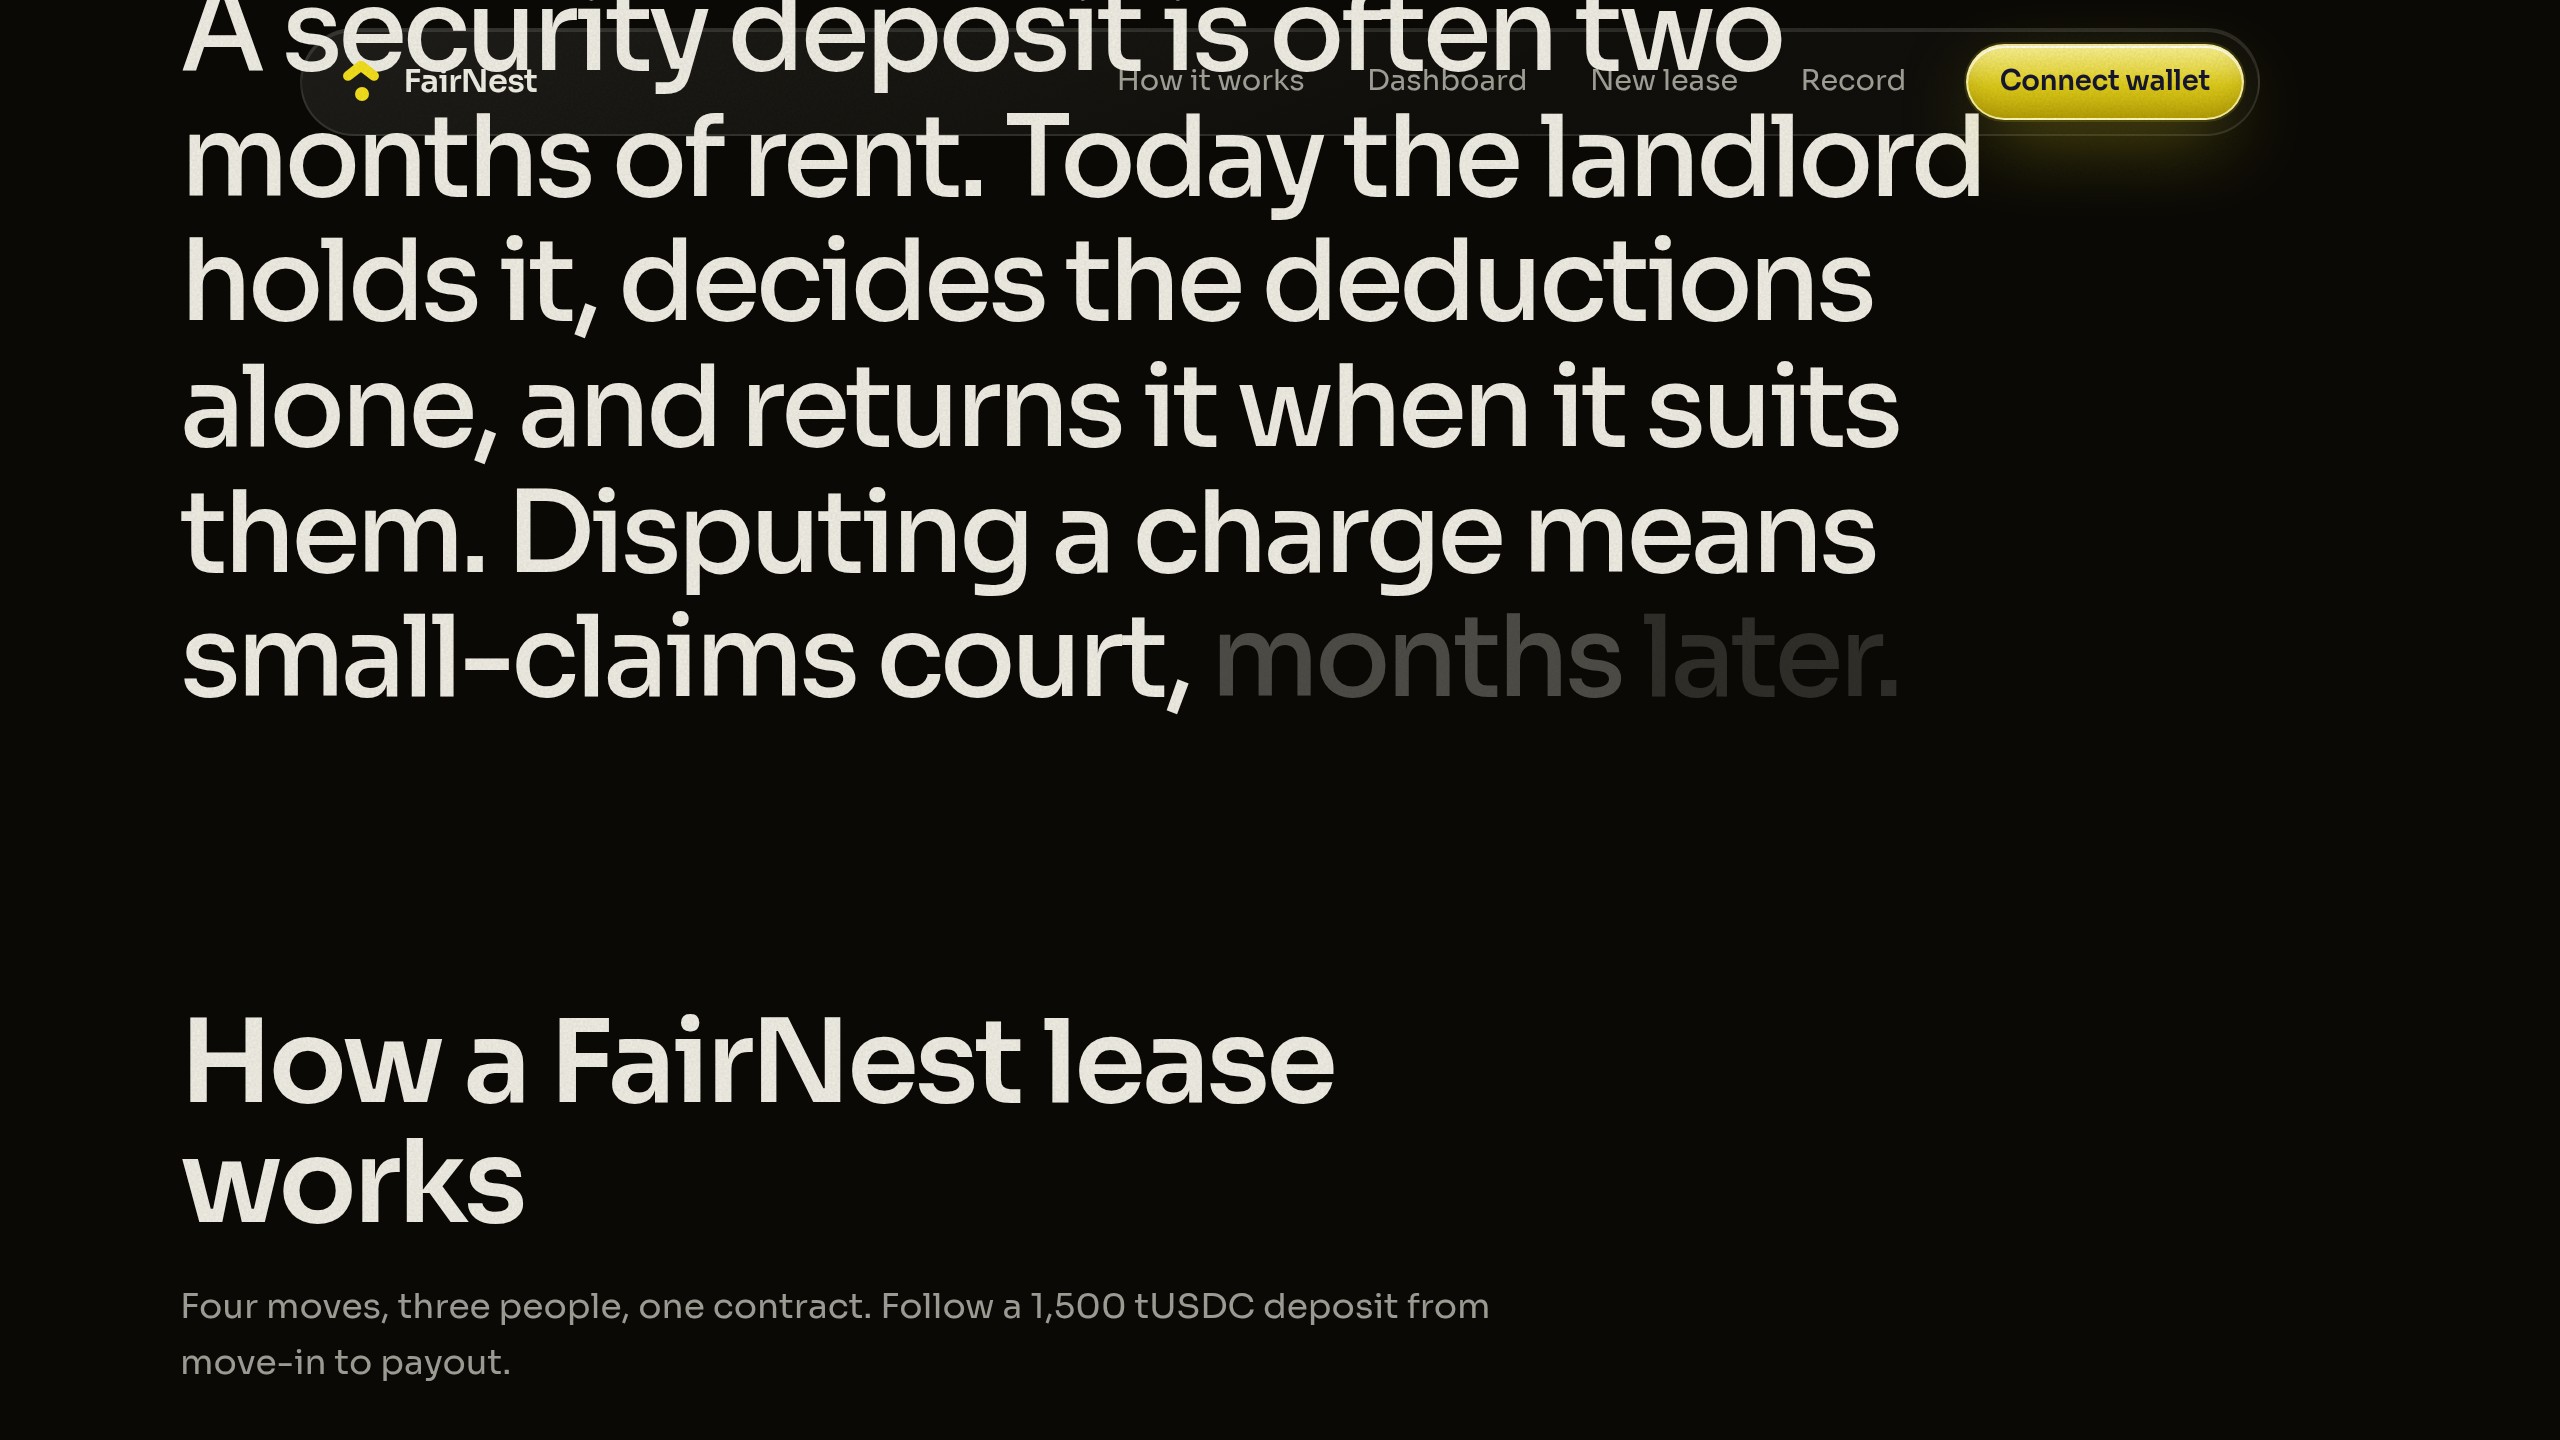 A security deposit is often two
FairNest
How it works
Dashboard
New lease
Record
Connect wallet
months of rent. Today the landlord
holds it, decides the deductions
alone, and returns it when it suits
them. Disputing a charge means
small-claims court, months later.
How a FairNest lease
works
Four moves, three people, one contract. Follow a 1,500 tUSDC deposit from
move-in to payout.